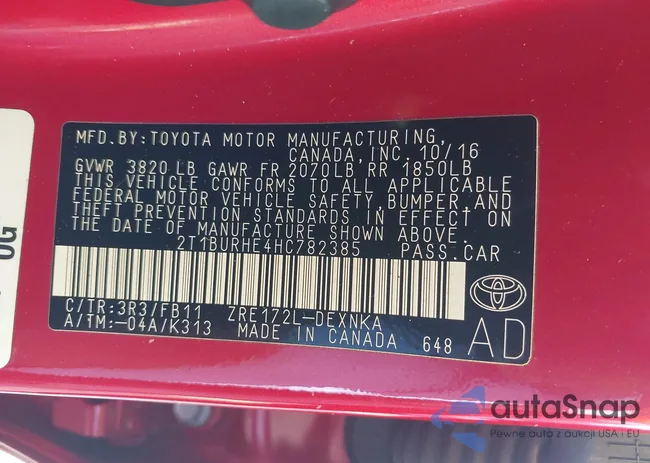 MFD. BY: TOYOTA MOTOR MANUFACTURING,
CANADA, INC. 10/16
GVWR 3820 LB GAWR FR 2070LB RR 1850LB
THIS VEHICLE CONFORMS TO ALL APPLICABLE
FEDERAL MOTOR VEHICLE SAFETY, BUMPER, AND
THEFT PREVENTION STANDARDS IN EFFECT ON
THE DATE OF MANUFACTURE SHOWN ABOVE.
2T1BURHE4HC782385 PASS. CAR
C/TR: 3R3/FB11 ZRE172L-DEXNKA
A/TM: -04A/K313 MADE IN CANADA 648
AD
OG
autaSnap
Pewne auto z aukcji USA i EU